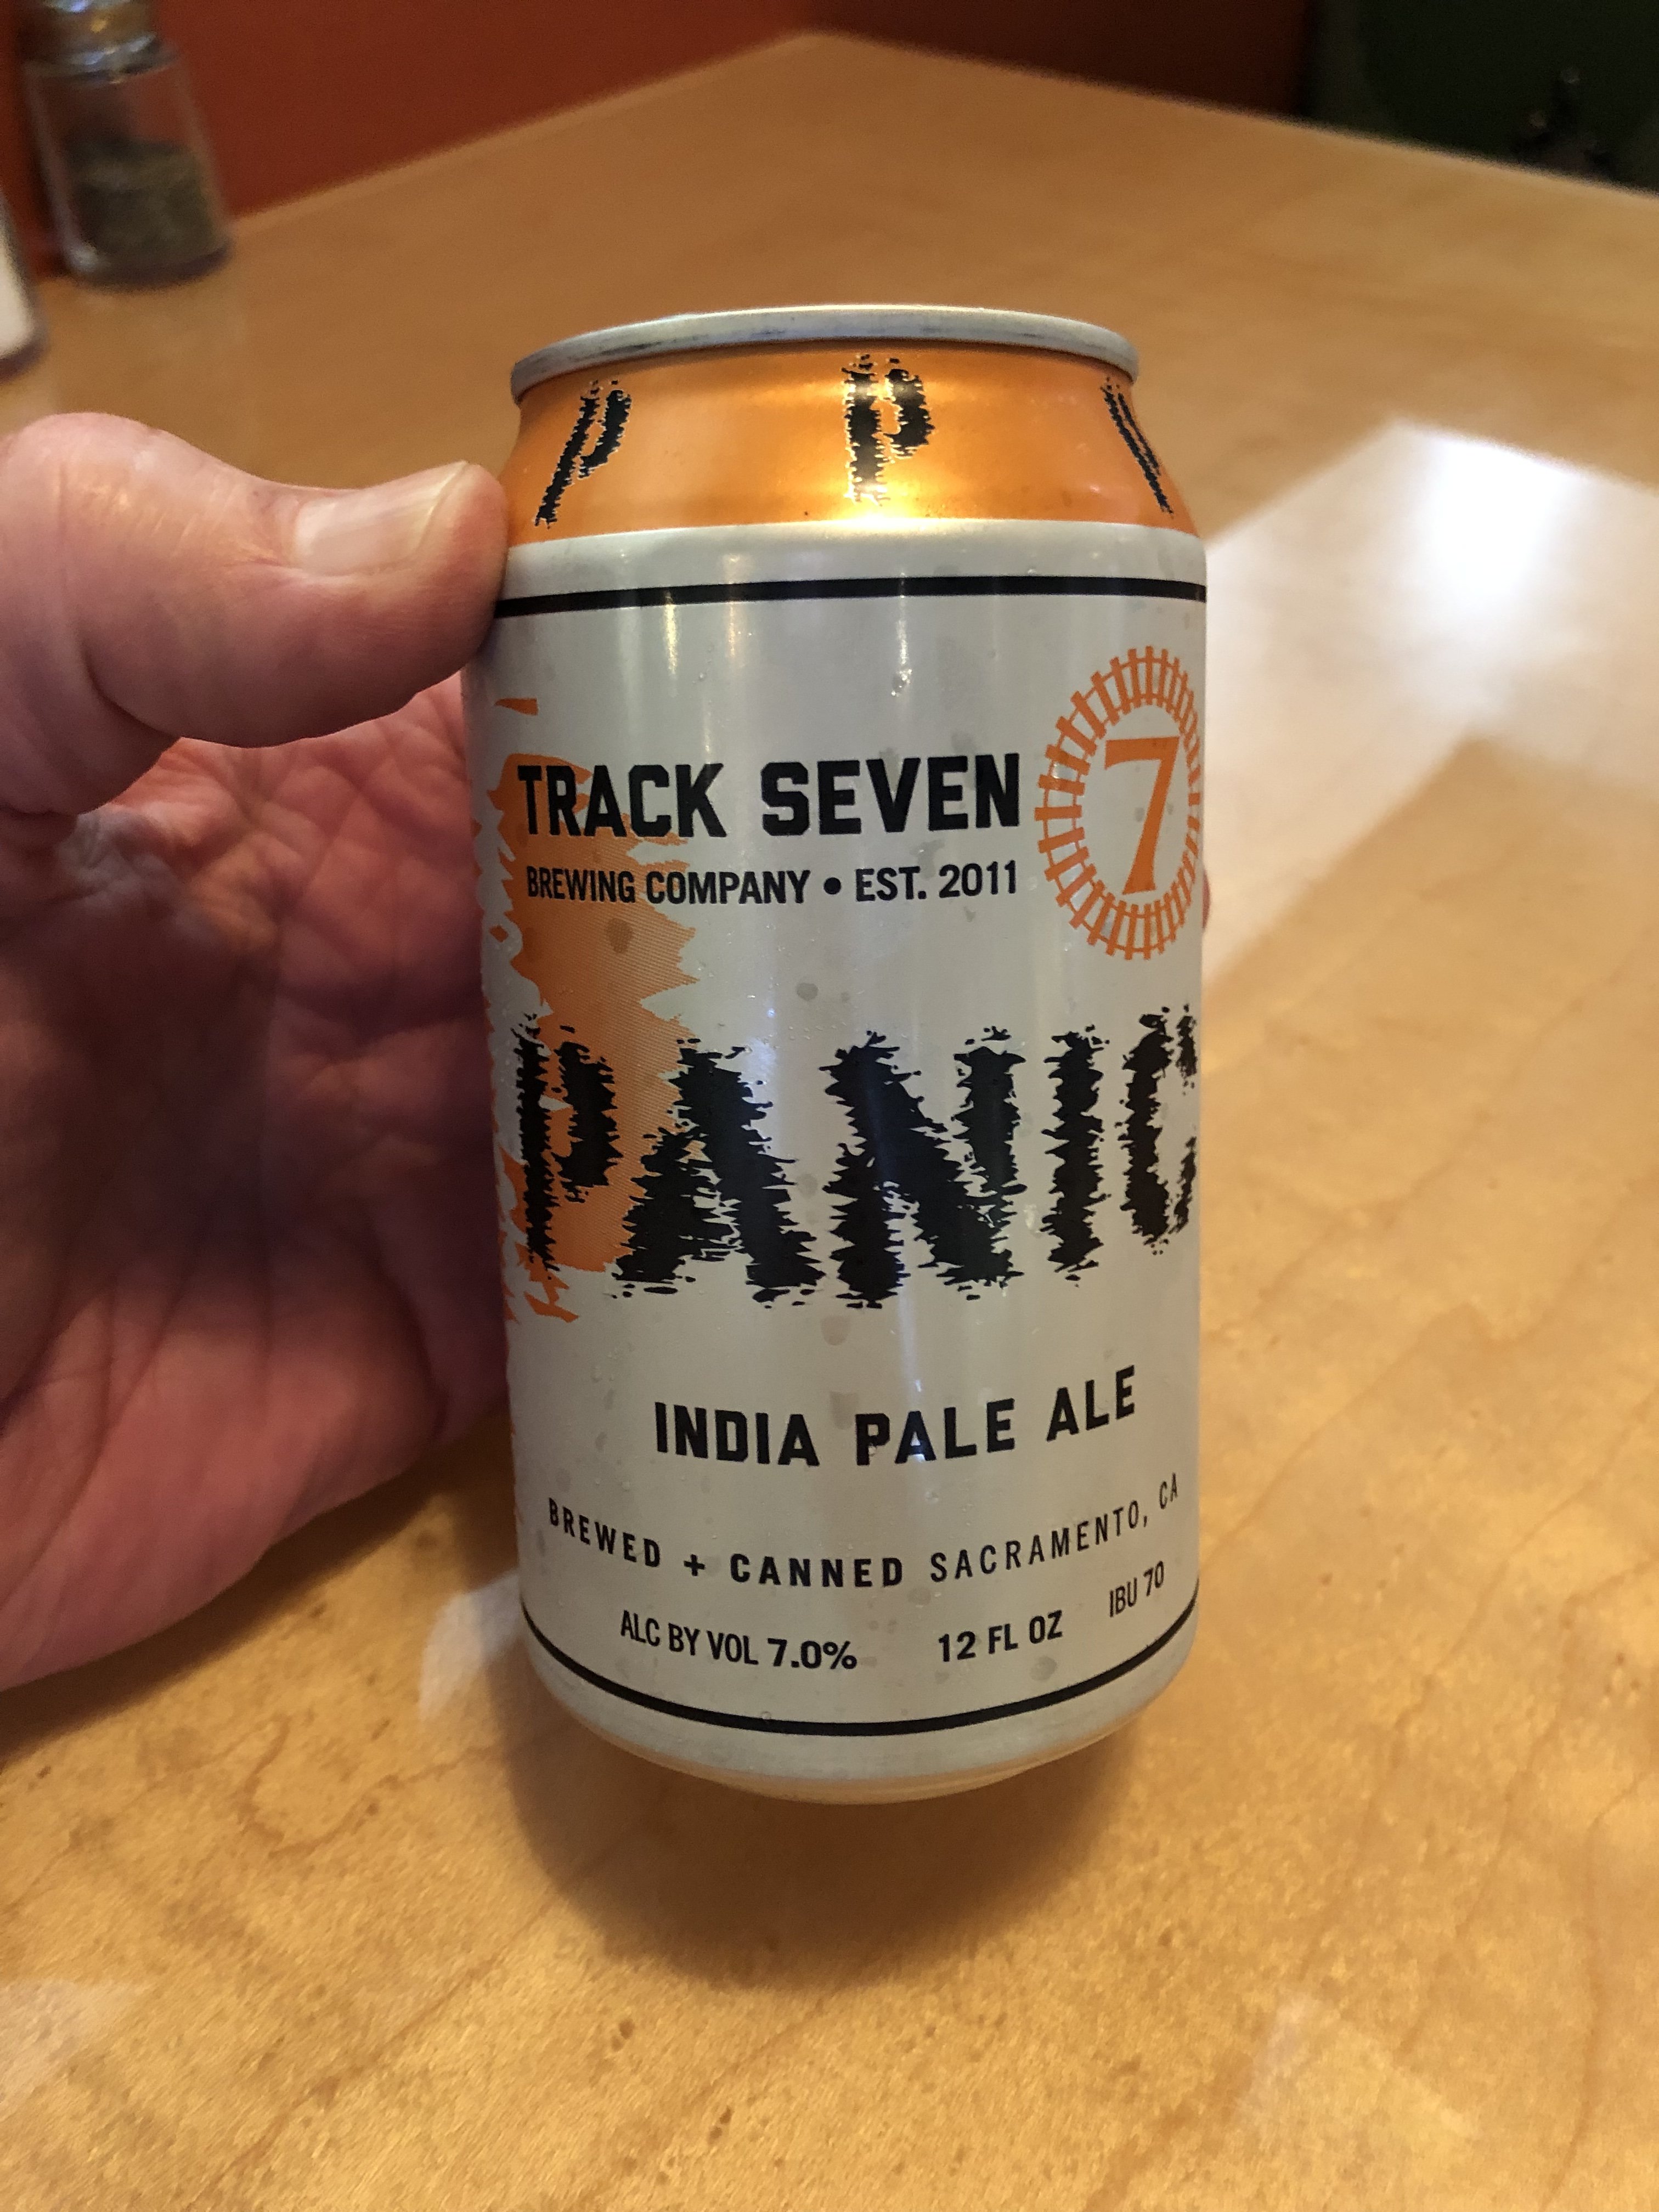 P P P
TRACK SEVEN
7
BREWING COMPANY • EST. 2011
PANIC
INDIA PALE ALE
BREWED + CANNED SACRAMENTO, CA
ALC BY VOL 7.0% 12 FL OZ IBU 70